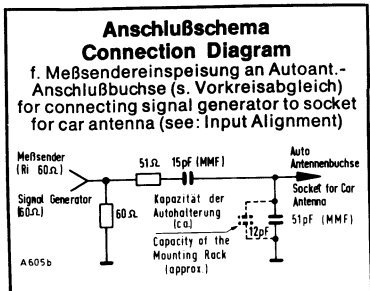 Anschlußschema
Connection Diagram
f. Meßsendereinspeisung an Autoant.-
Anschlußbuchse (s. Vorkreisabgleich)
for connecting signal generator to socket
for car antenna (see: Input Alignment)
Meßsender
(Ri 60Ω)
Signal Generator
(60Ω)
60Ω
51Ω
15pF (MMF)
Kapazität der
Autohalterung
(ca.)
Capacity of the
Mounting Rack
(approx.)
12pF
Auto
Antennenbuchse
Socket for Car
Antenna
51pF (MMF)
A605b